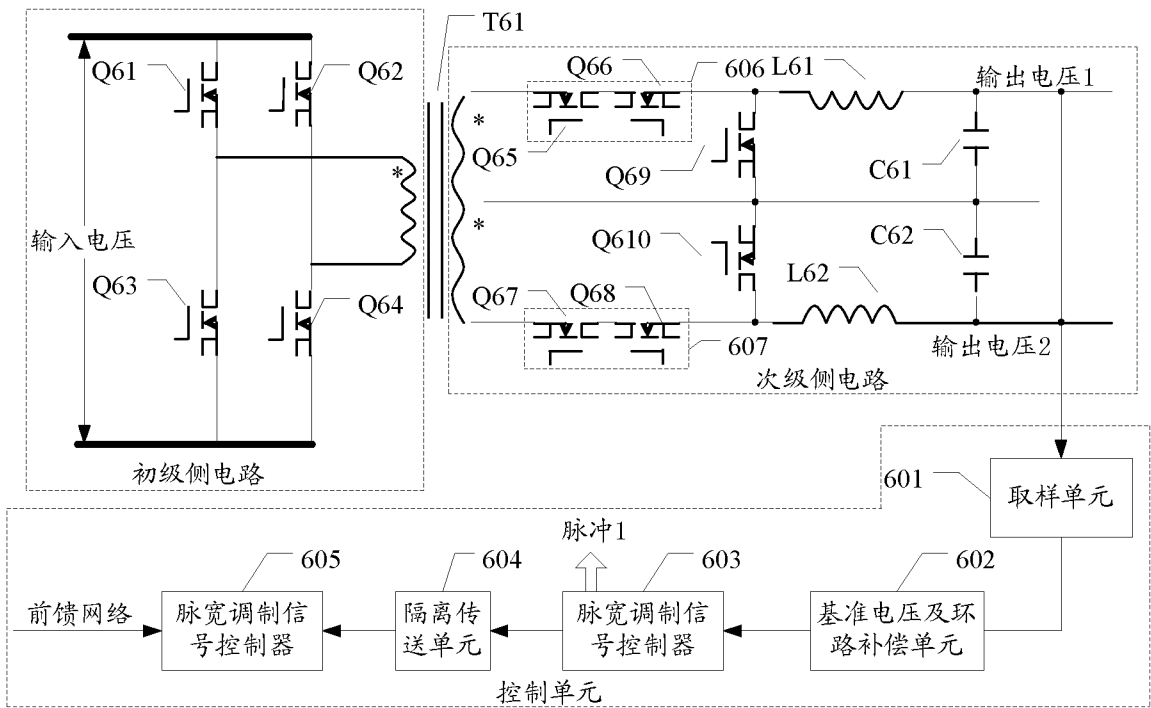 T61
Q61
Q62
Q63
Q64
*
输入电压
初级侧电路
Q66
606
L61
输出电压1
*
Q65
Q69
C61
*
Q610
C62
L62
Q67
Q68
607
输出电压2
次级侧电路
601
取样单元
脉冲1
605
604
603
602
前馈网络
脉宽调制信
号控制器
隔离传
送单元
脉宽调制信
号控制器
基准电压及环
路补偿单元
控制单元